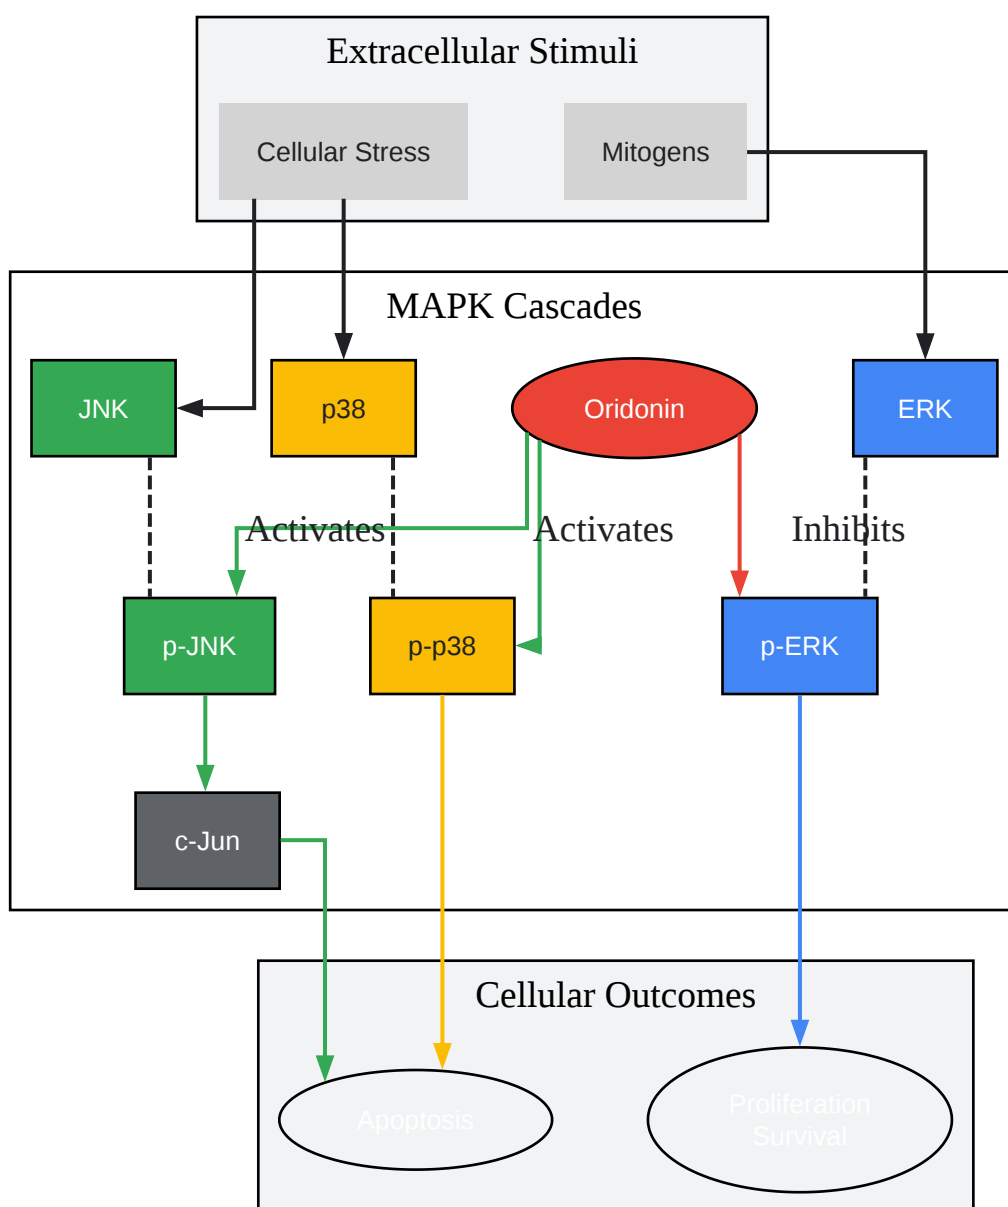 Extracellular Stimuli
Cellular Stress
Mitogens
MAPK Cascades
JNK
p38
Oridonin
ERK
Activates
Activates
Inhibits
p-JNK
p-p38
p-ERK
c-Jun
Cellular Outcomes
Apoptosis
Proliferation
Survival